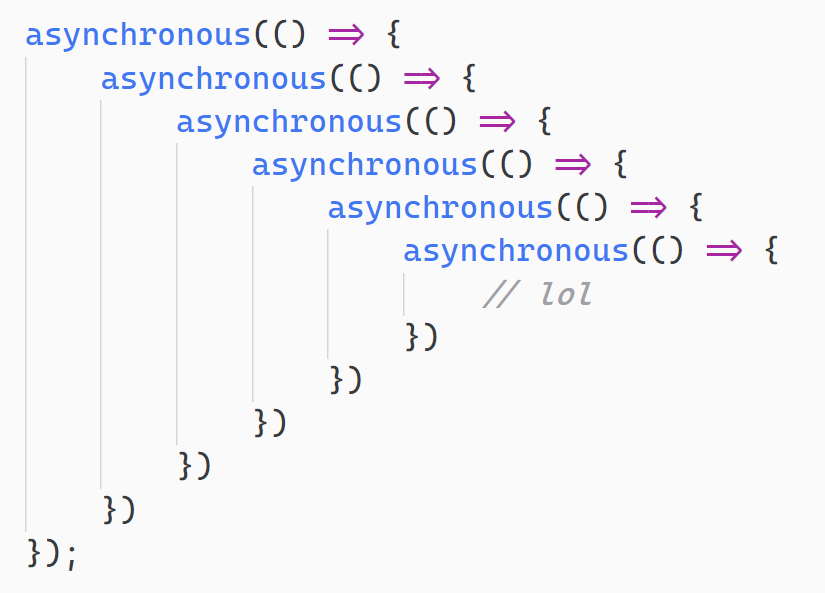 asynchronous(() => {
    asynchronous(() => {
        asynchronous(() => {
            asynchronous(() => {
                asynchronous(() => {
                    asynchronous(() => {
                        // lol
                    })
                })
            })
        })
    })
});